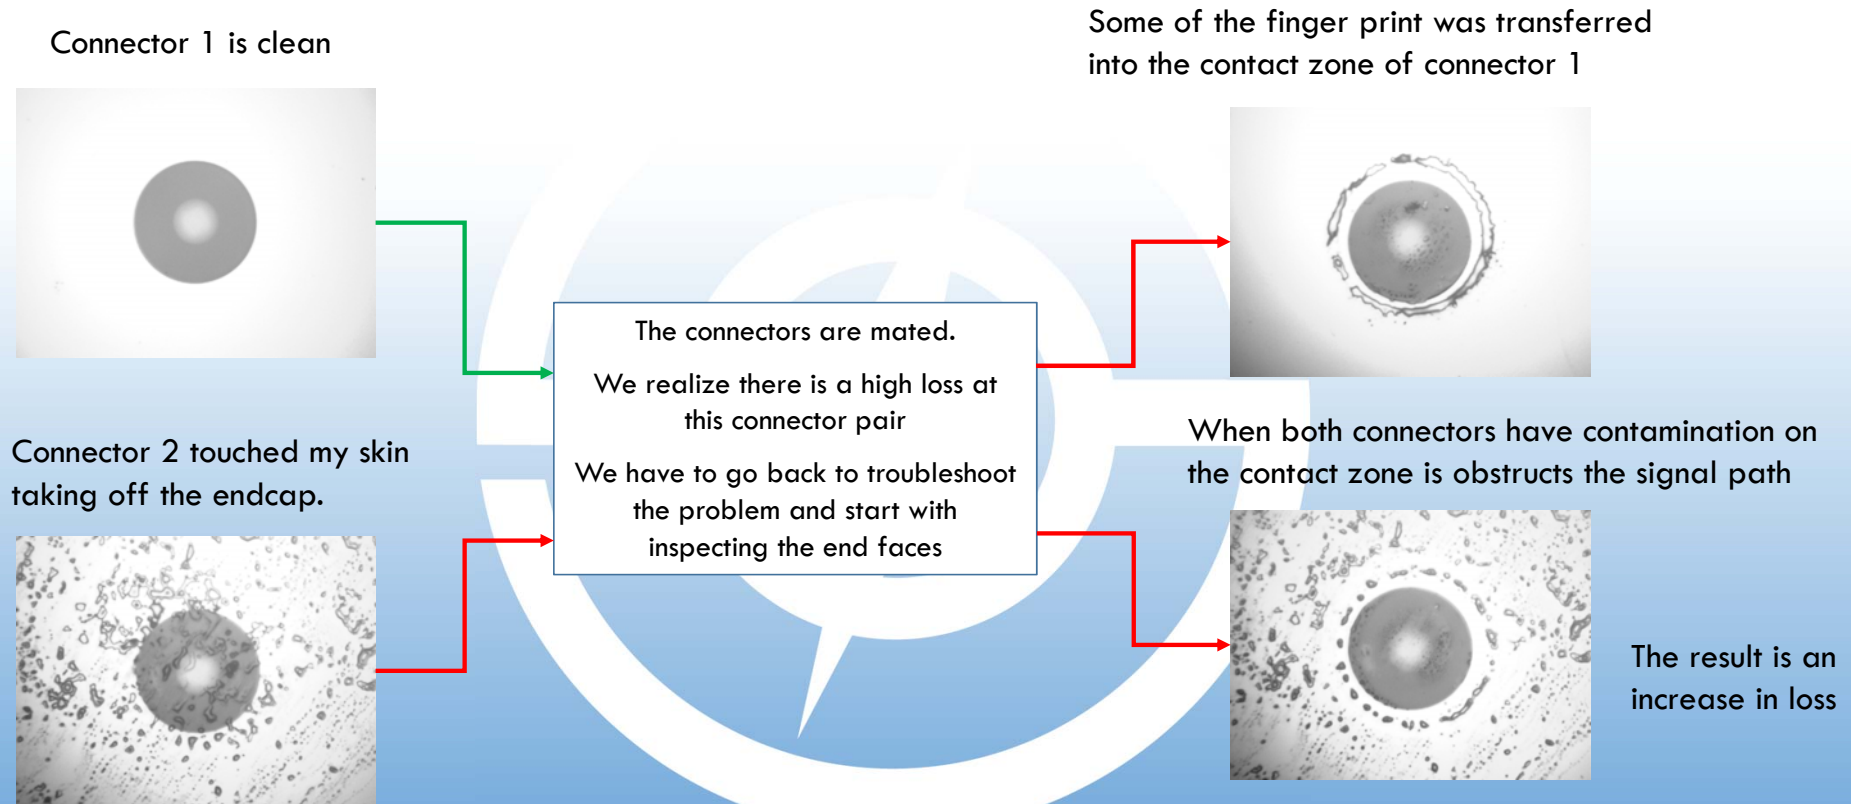 Connector 1 is clean
Connector 2 touched my skin
taking off the endcap.
The connectors are mated.
We realize there is a high loss at
this connector pair
We have to go back to troubleshoot
the problem and start with
inspecting the end faces
Some of the finger print was transferred
into the contact zone of connector 1
When both connectors have contamination on
the contact zone is obstructs the signal path
The result is an
increase in loss